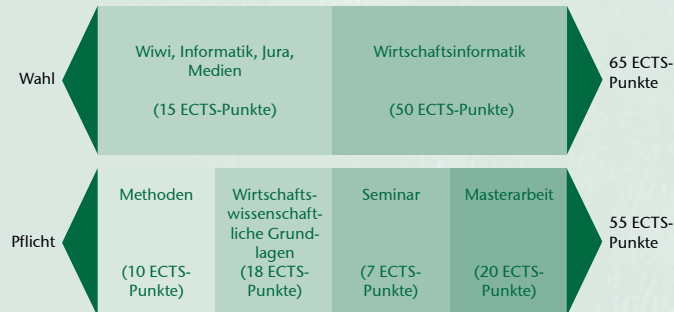 Wahl
Wiwi, Informatik, Jura,
Medien
(15 ECTS-Punkte)
Wirtschaftsinformatik
(50 ECTS-Punkte)
65 ECTS-
Punkte
Pflicht
Methoden
(10 ECTS-
Punkte)
Wirtschafts-
wissenschaft-
liche Grund-
lagen
(18 ECTS-
Punkte)
Seminar
(7 ECTS-
Punkte)
Masterarbeit
(20 ECTS-
Punkte)
55 ECTS-
Punkte